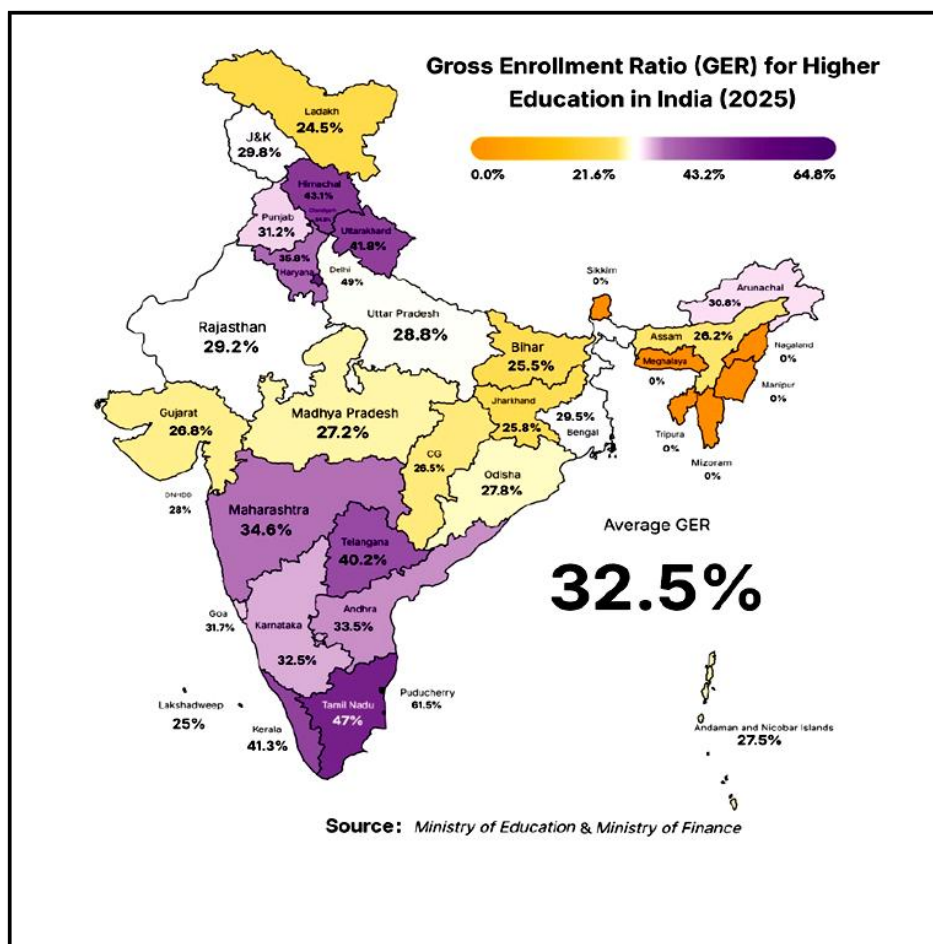 Gross Enrollment Ratio (GER) for Higher
Education in India (2025)
0.0%
21.6%
43.2%
64.8%
Ladakh
24.5%
J&K
29.8%
Himachal
43.1%
Chandigarh
Punjab
31.2%
Uttarakhand
41.8%
35.8%
Haryana
Delhi
49%
Uttar Pradesh
28.8%
Rajasthan
29.2%
Sikkim
0%
Arunachal
30.8%
Assam
26.2%
Nagaland
0%
Meghalaya
0%
Manipur
0%
Tripura
0%
Mizoram
0%
Bihar
25.5%
Jharkhand
25.8%
29.5%
Bengal
Gujarat
26.8%
Madhya Pradesh
27.2%
CG
26.5%
Odisha
27.8%
DNHDD
28%
Maharashtra
34.6%
Telangana
40.2%
Average GER
32.5%
Goa
31.7%
Karnataka
32.5%
Andhra
33.5%
Lakshadweep
25%
Kerala
41.3%
Tamil Nadu
47%
Puducherry
61.5%
Andaman and Nicobar Islands
27.5%
Source: Ministry of Education & Ministry of Finance